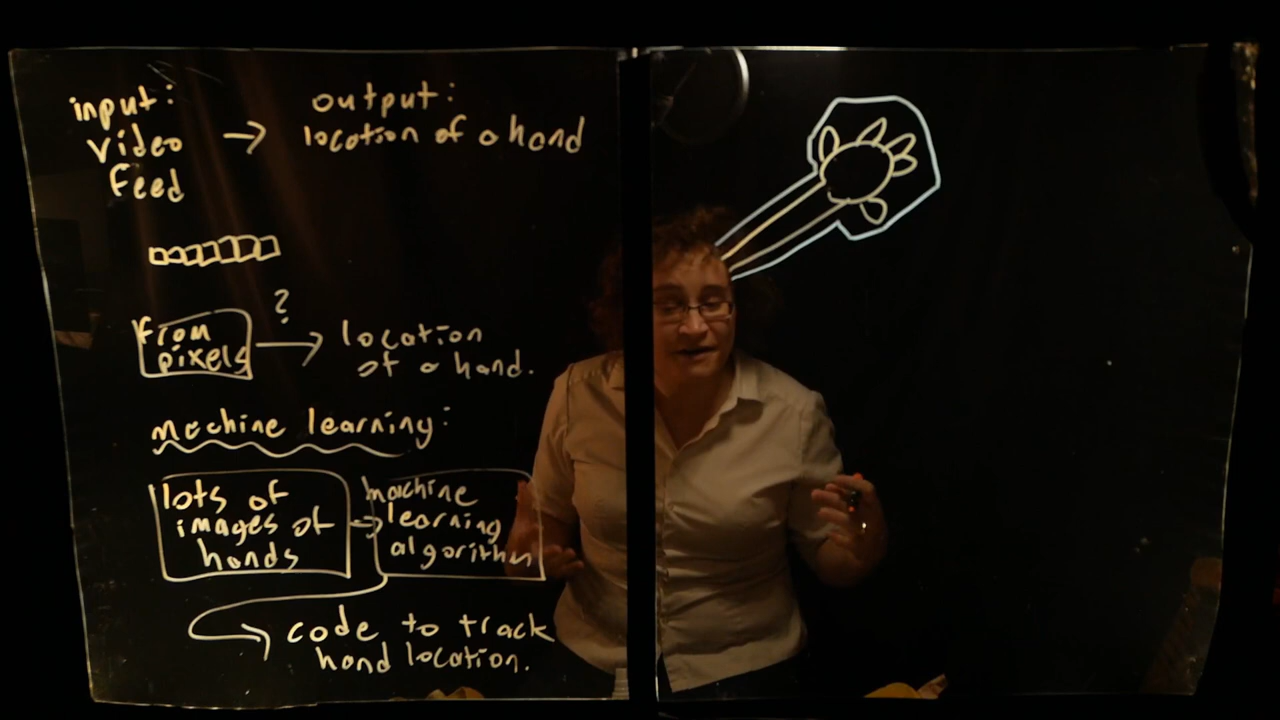 input:
video
feed
output:
location of a hand
from
pixels
?
location
of a hand.
machine learning:
lots of
images of
hands
machine
learning
algorithm
code to track
hand location.